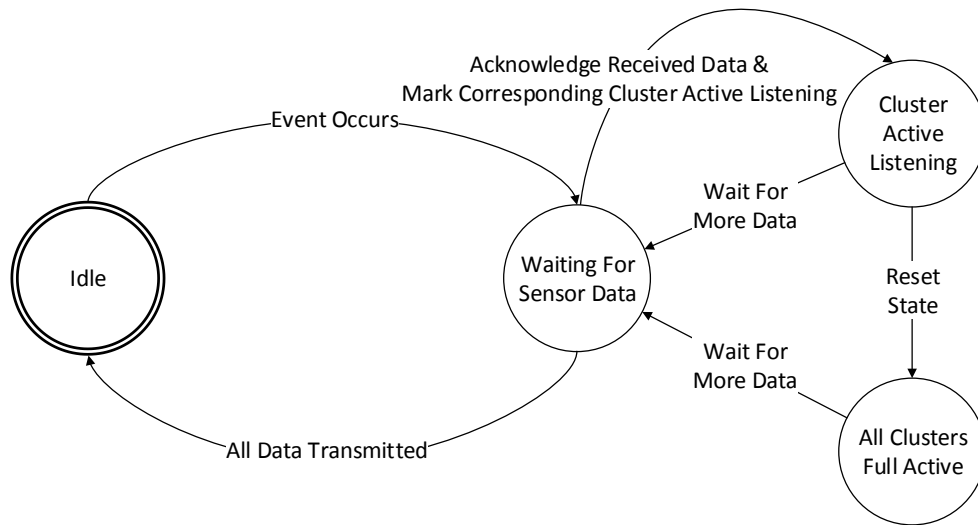 Acknowledge Received Data &
Mark Corresponding Cluster Active Listening
Event Occurs
Cluster
Active
Listening
Wait For
More Data
Idle
Waiting For
Sensor Data
Reset
State
Wait For
More Data
All Data Transmitted
All Clusters
Full Active